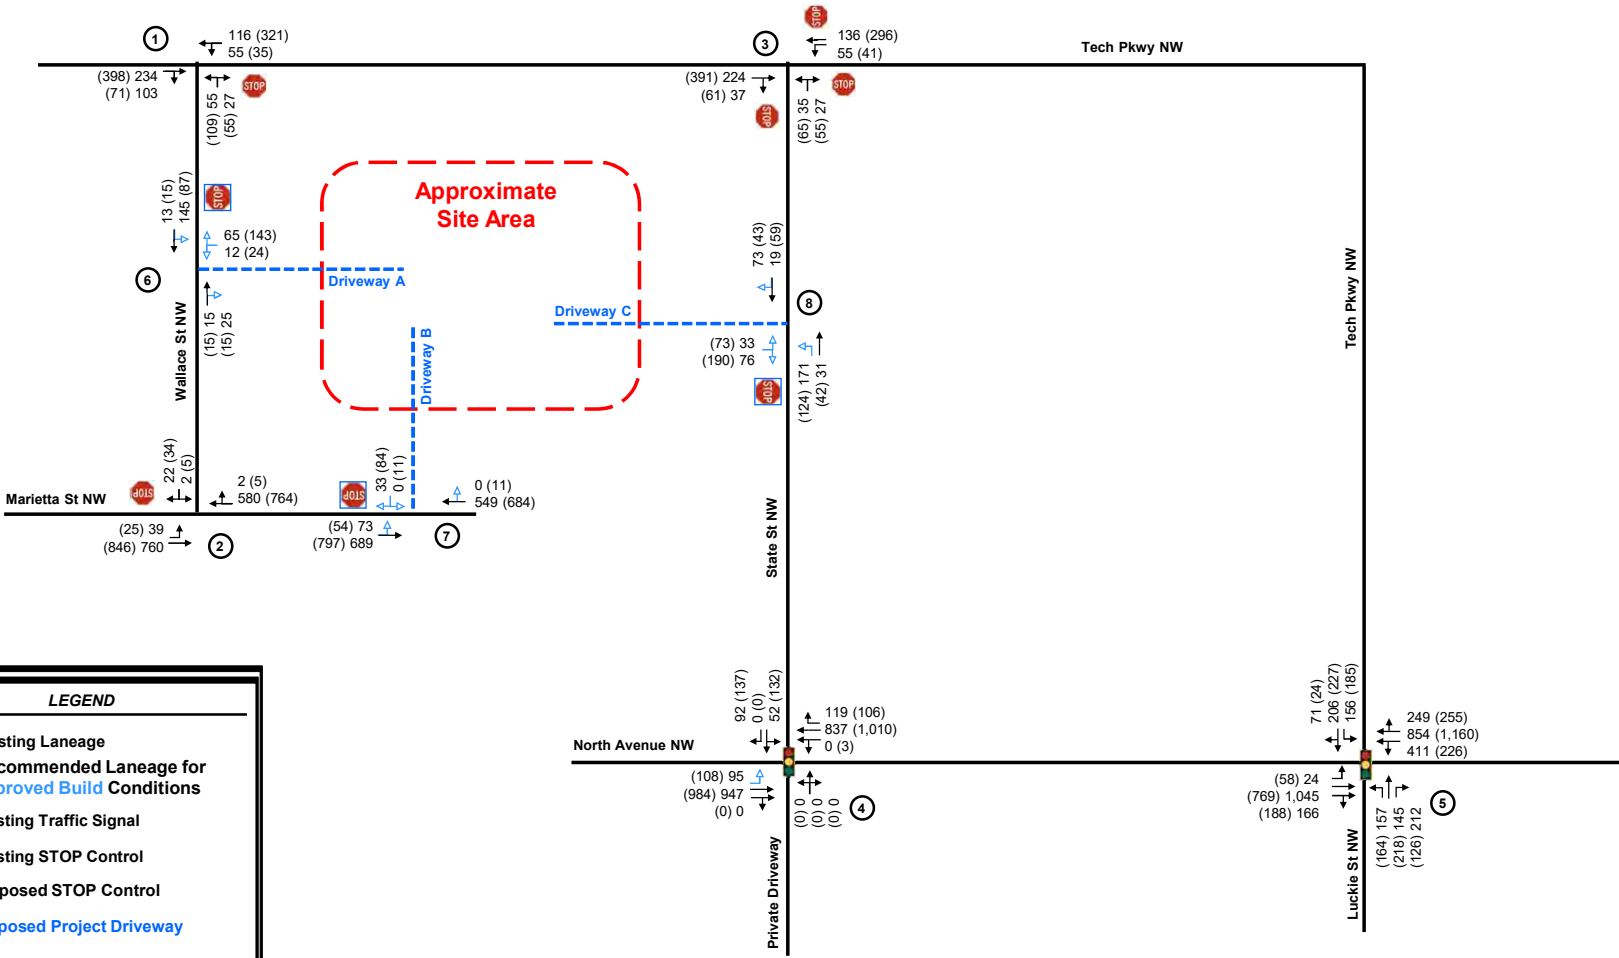 1
116 (321)
55 (35)
(398) 234
(71) 103
(109) 55
(55) 27
STOP
3
STOP
136 (296)
55 (41)
Tech Pkwy NW
(391) 224
(61) 37
STOP
(65) 35
(55) 27
STOP
13 (15)
145 (87)
STOP
65 (143)
12 (24)
6
(15) 15
(15) 25
Wallace St NW
Approximate
Site Area
Driveway A
Driveway B
Driveway C
73 (43)
19 (59)
8
(73) 33
(190) 76
STOP
(124) 171
(42) 31
Tech Pkwy NW
State St NW
22 (34)
2 (5)
STOP
Marietta St NW
2 (5)
580 (764)
(25) 39
(846) 760
2
STOP
33 (84)
0 (11)
0 (11)
549 (684)
(54) 73
(797) 689
7
92 (137)
0 (0)
52 (132)
119 (106)
837 (1,010)
0 (3)
North Avenue NW
(108) 95
(984) 947
(0) 0
(0) 0
(0) 0
(0) 0
4
Private Driveway
71 (24)
206 (227)
156 (185)
249 (255)
854 (1,160)
411 (226)
(58) 24
(769) 1,045
(188) 166
(164) 157
(218) 145
(126) 212
5
Luckie St NW
LEGEND
sting Laneage
commended Laneage for
proved Build Conditions
sting Traffic Signal
sting STOP Control
posed STOP Control
posed Project Driveway